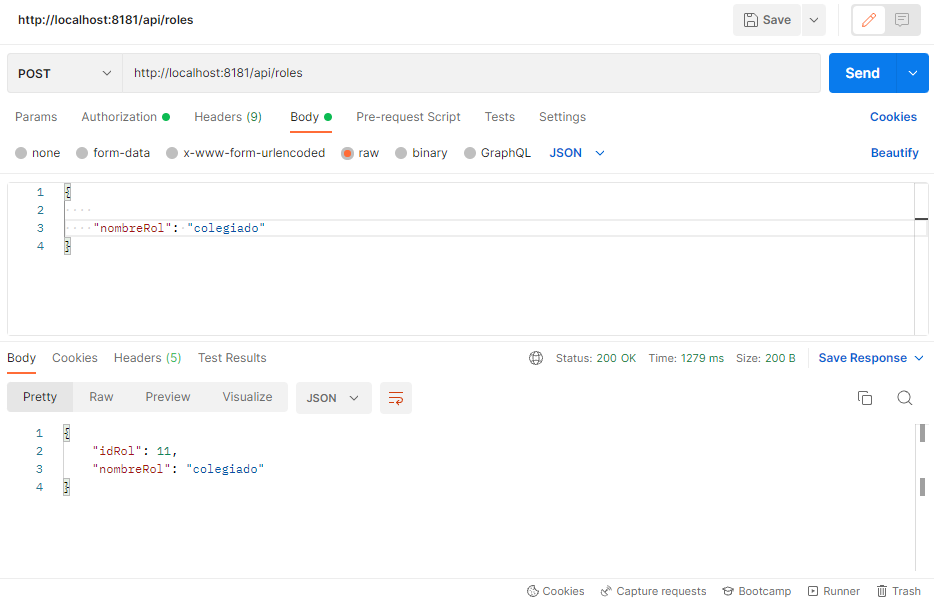 http://localhost:8181/api/roles
Save
POST
http://localhost:8181/api/roles
Send
Params Authorization Headers (9) Body Pre-request Script Tests Settings Cookies
none form-data x-www-form-urlencoded raw binary GraphQL JSON Beautify
1 {
2
3 "nombreRol": "colegiado"
4 }
Body Cookies Headers (5) Test Results Status: 200 OK Time: 1279 ms Size: 200 B Save Response
Pretty Raw Preview Visualize JSON
1 {
2 "idRol": 11,
3 "nombreRol": "colegiado"
4 }
Cookies Capture requests Bootcamp Runner Trash